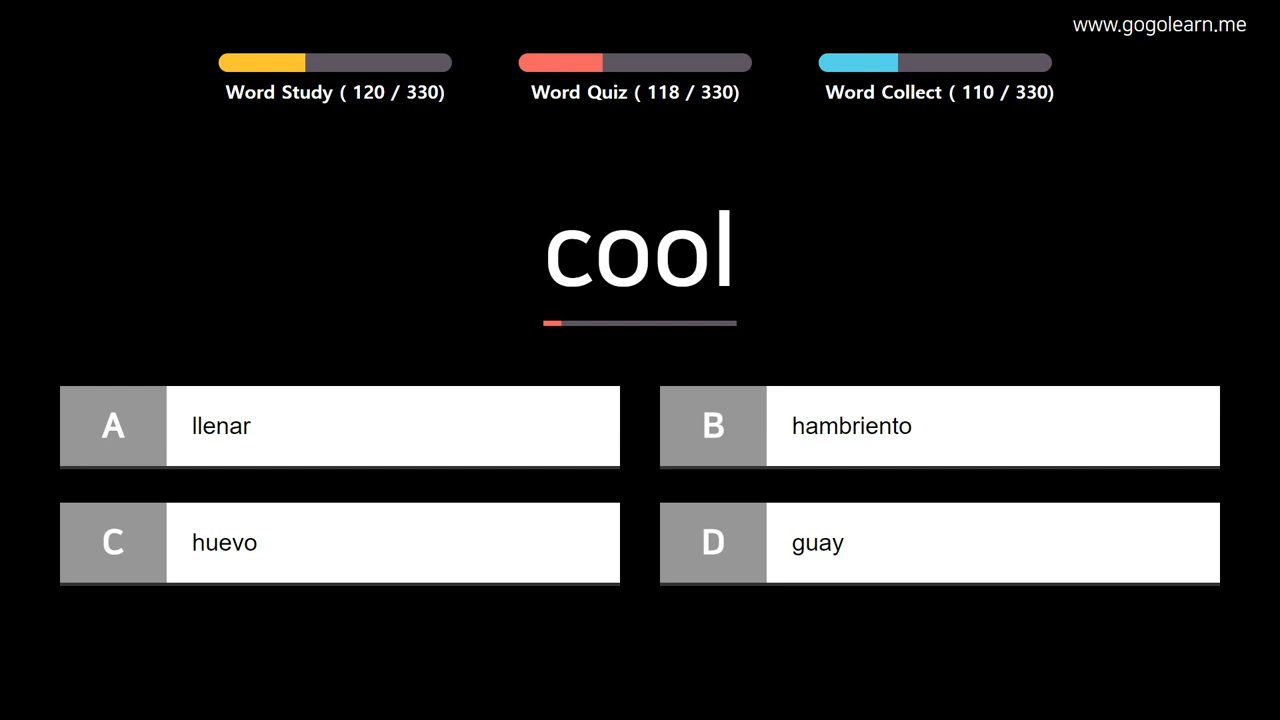 www.gogolearn.me
Word Study ( 120 / 330)
Word Quiz ( 118 / 330)
Word Collect ( 110 / 330)
cool
A llenar
B hambriento
C huevo
D guay